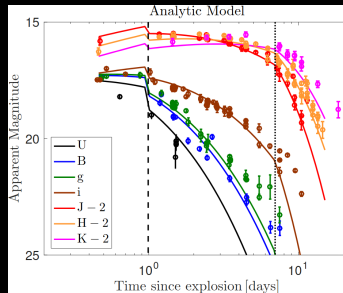 Analytic Model
15
20
25
Apparent Magnitude
U
B
g
i
J − 2
H − 2
K − 2
10⁰
10¹
Time since explosion [days]